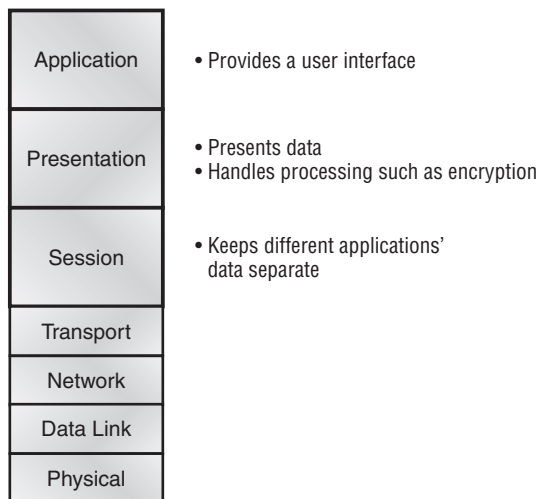 Application
• Provides a user interface
Presentation
• Presents data
• Handles processing such as encryption
Session
• Keeps different applications’
data separate
Transport
Network
Data Link
Physical